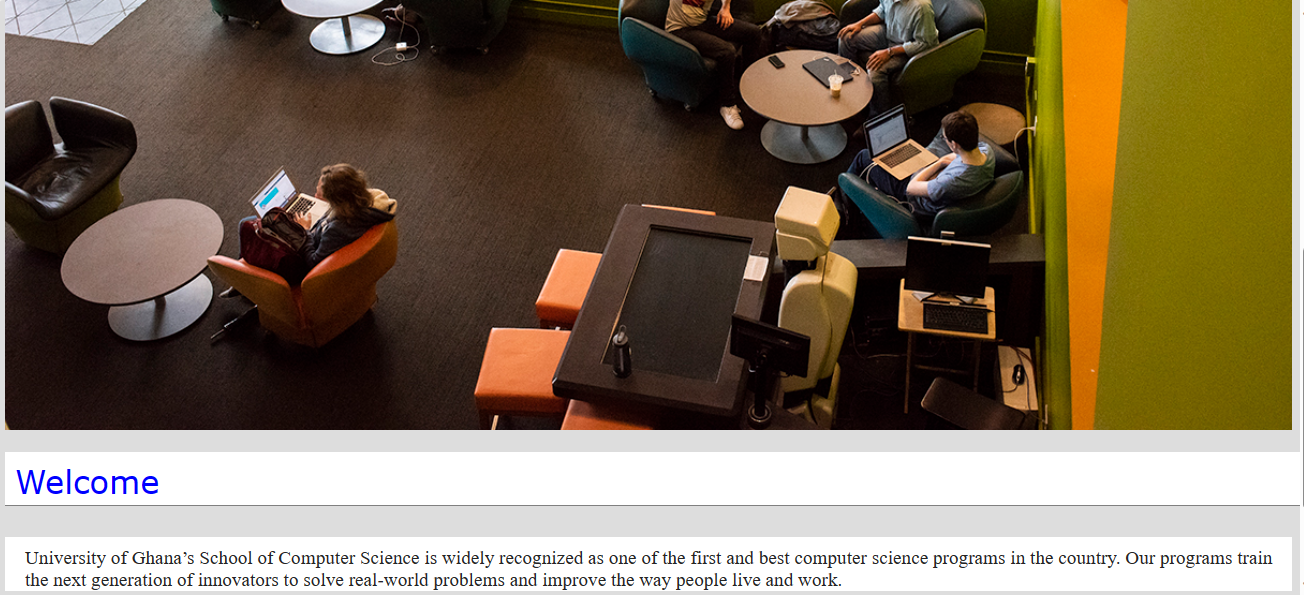 Welcome
University of Ghana’s School of Computer Science is widely recognized as one of the first and best computer science programs in the country. Our programs train
the next generation of innovators to solve real-world problems and improve the way people live and work.